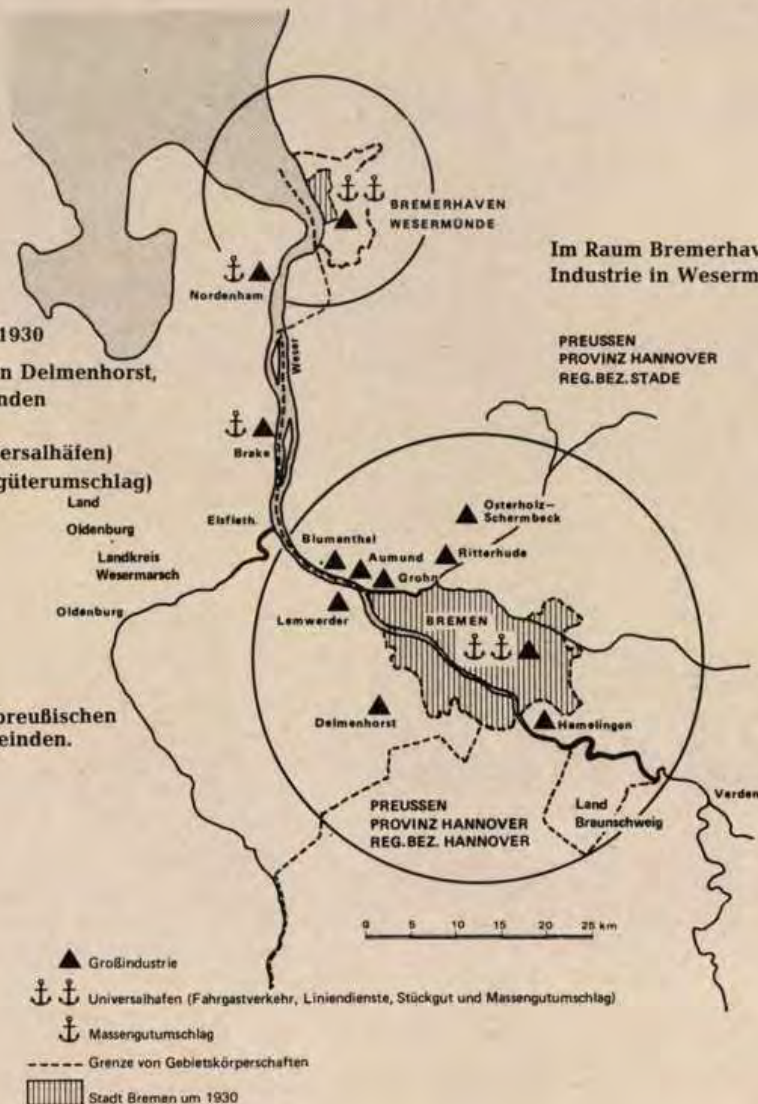 BREMERHAVEN
WESERMÜNDE
Im Raum Bremerhav
Industrie in Weserm
Nordenham
1930
n Delmenhorst,
nden
PREUSSEN
PROVINZ HANNOVER
REG.BEZ.STADE
Weser
Brake
ersalhäfen)
güterumschlag)
Land
Oldenburg
Landkreis
Wesermarsch
Oldenburg
Elsfleth
Osterholz-
Schermbeck
Blumanthal
Aumund
Ritterhude
Grohn
Lemwerder
BREMEN
preußischen
einden.
Delmenhorst
Hemelingen
Verden
PREUSSEN
PROVINZ HANNOVER
REG.BEZ. HANNOVER
Land
Braunschweig
0 5 10 15 20 25 km
Großindustrie
Universalhafen (Fahrgastverkehr, Liniendienste, Stückgut und Massengutumschlag)
Massengutumschlag
Grenze von Gebietskörperschaften
Stadt Bremen um 1930